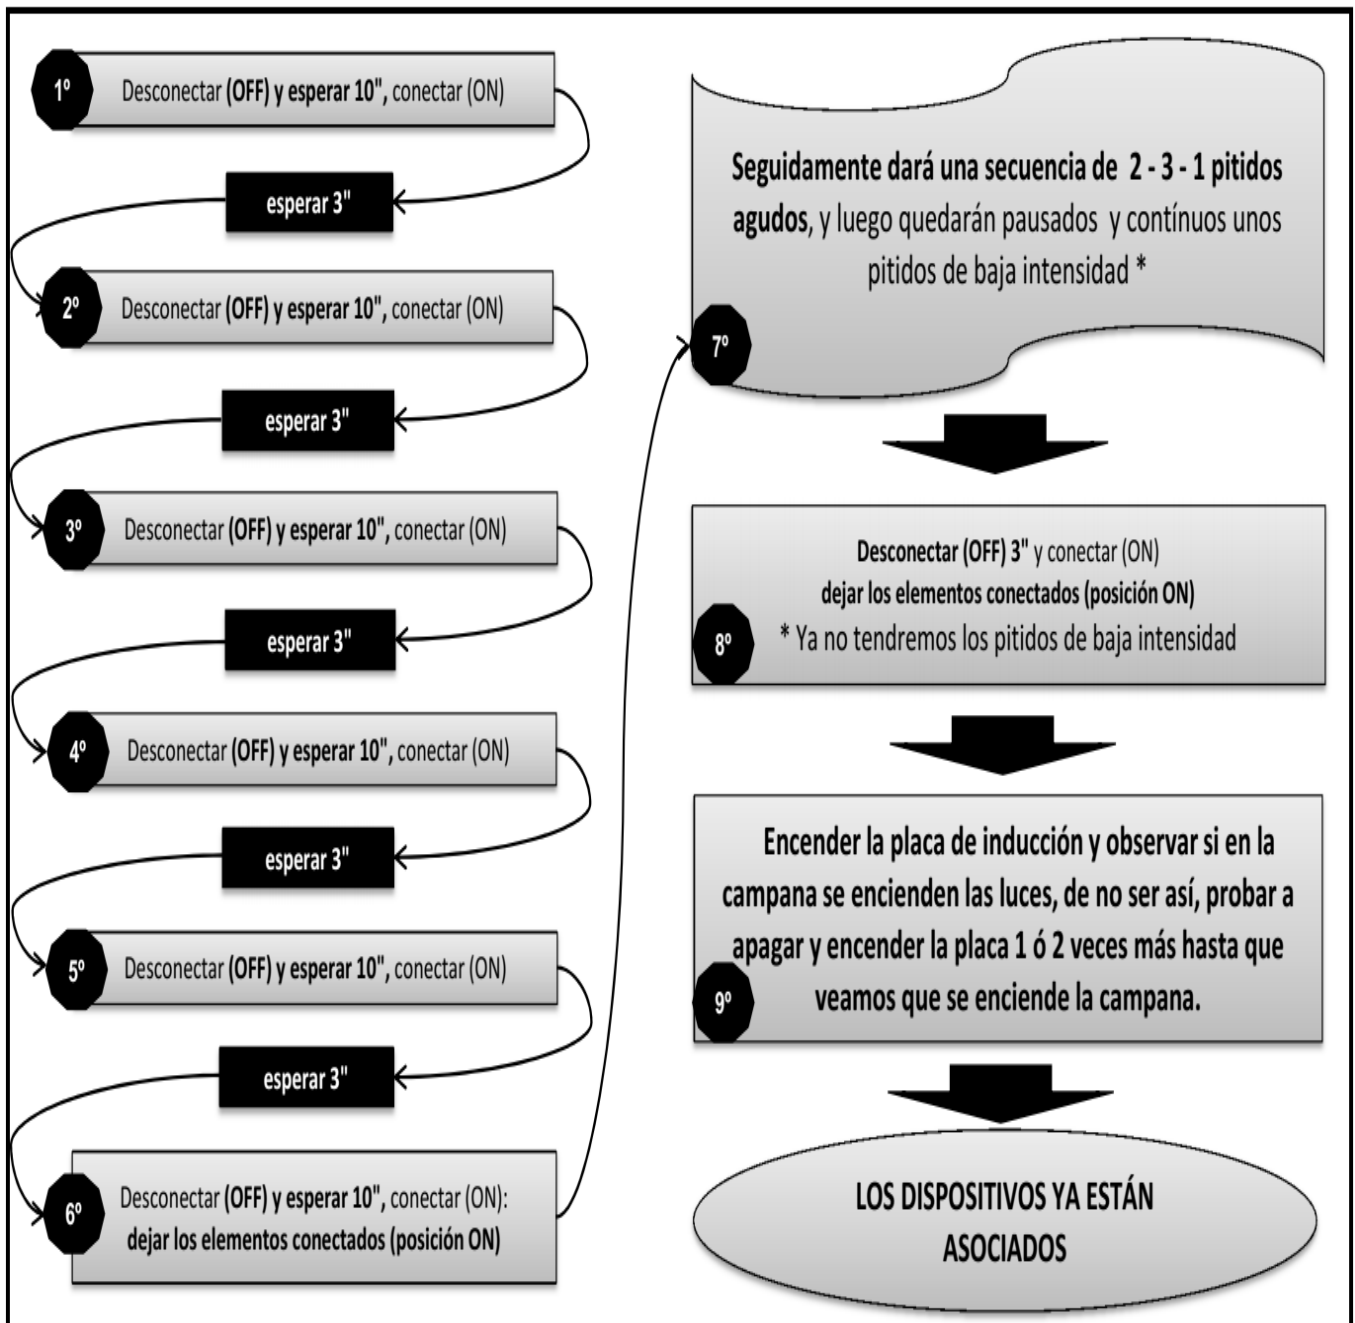 1º
Desconectar (OFF) y esperar 10", conectar (ON)
esperar 3"
2º
Desconectar (OFF) y esperar 10", conectar (ON)
esperar 3"
3º
Desconectar (OFF) y esperar 10", conectar (ON)
esperar 3"
4º
Desconectar (OFF) y esperar 10", conectar (ON)
esperar 3"
5º
Desconectar (OFF) y esperar 10", conectar (ON)
esperar 3"
6º
Desconectar (OFF) y esperar 10", conectar (ON):
dejar los elementos conectados (posición ON)
7º
Seguidamente dará una secuencia de 2 - 3 - 1 pitidos
agudos, y luego quedarán pausados y contínuos unos
pitidos de baja intensidad *
8º
Desconectar (OFF) 3" y conectar (ON)
dejar los elementos conectados (posición ON)
* Ya no tendremos los pitidos de baja intensidad
9º
Encender la placa de inducción y observar si en la
campana se encienden las luces, de no ser así, probar a
apagar y encender la placa 1 ó 2 veces más hasta que
veamos que se enciende la campana.
LOS DISPOSITIVOS YA ESTÁN
ASOCIADOS